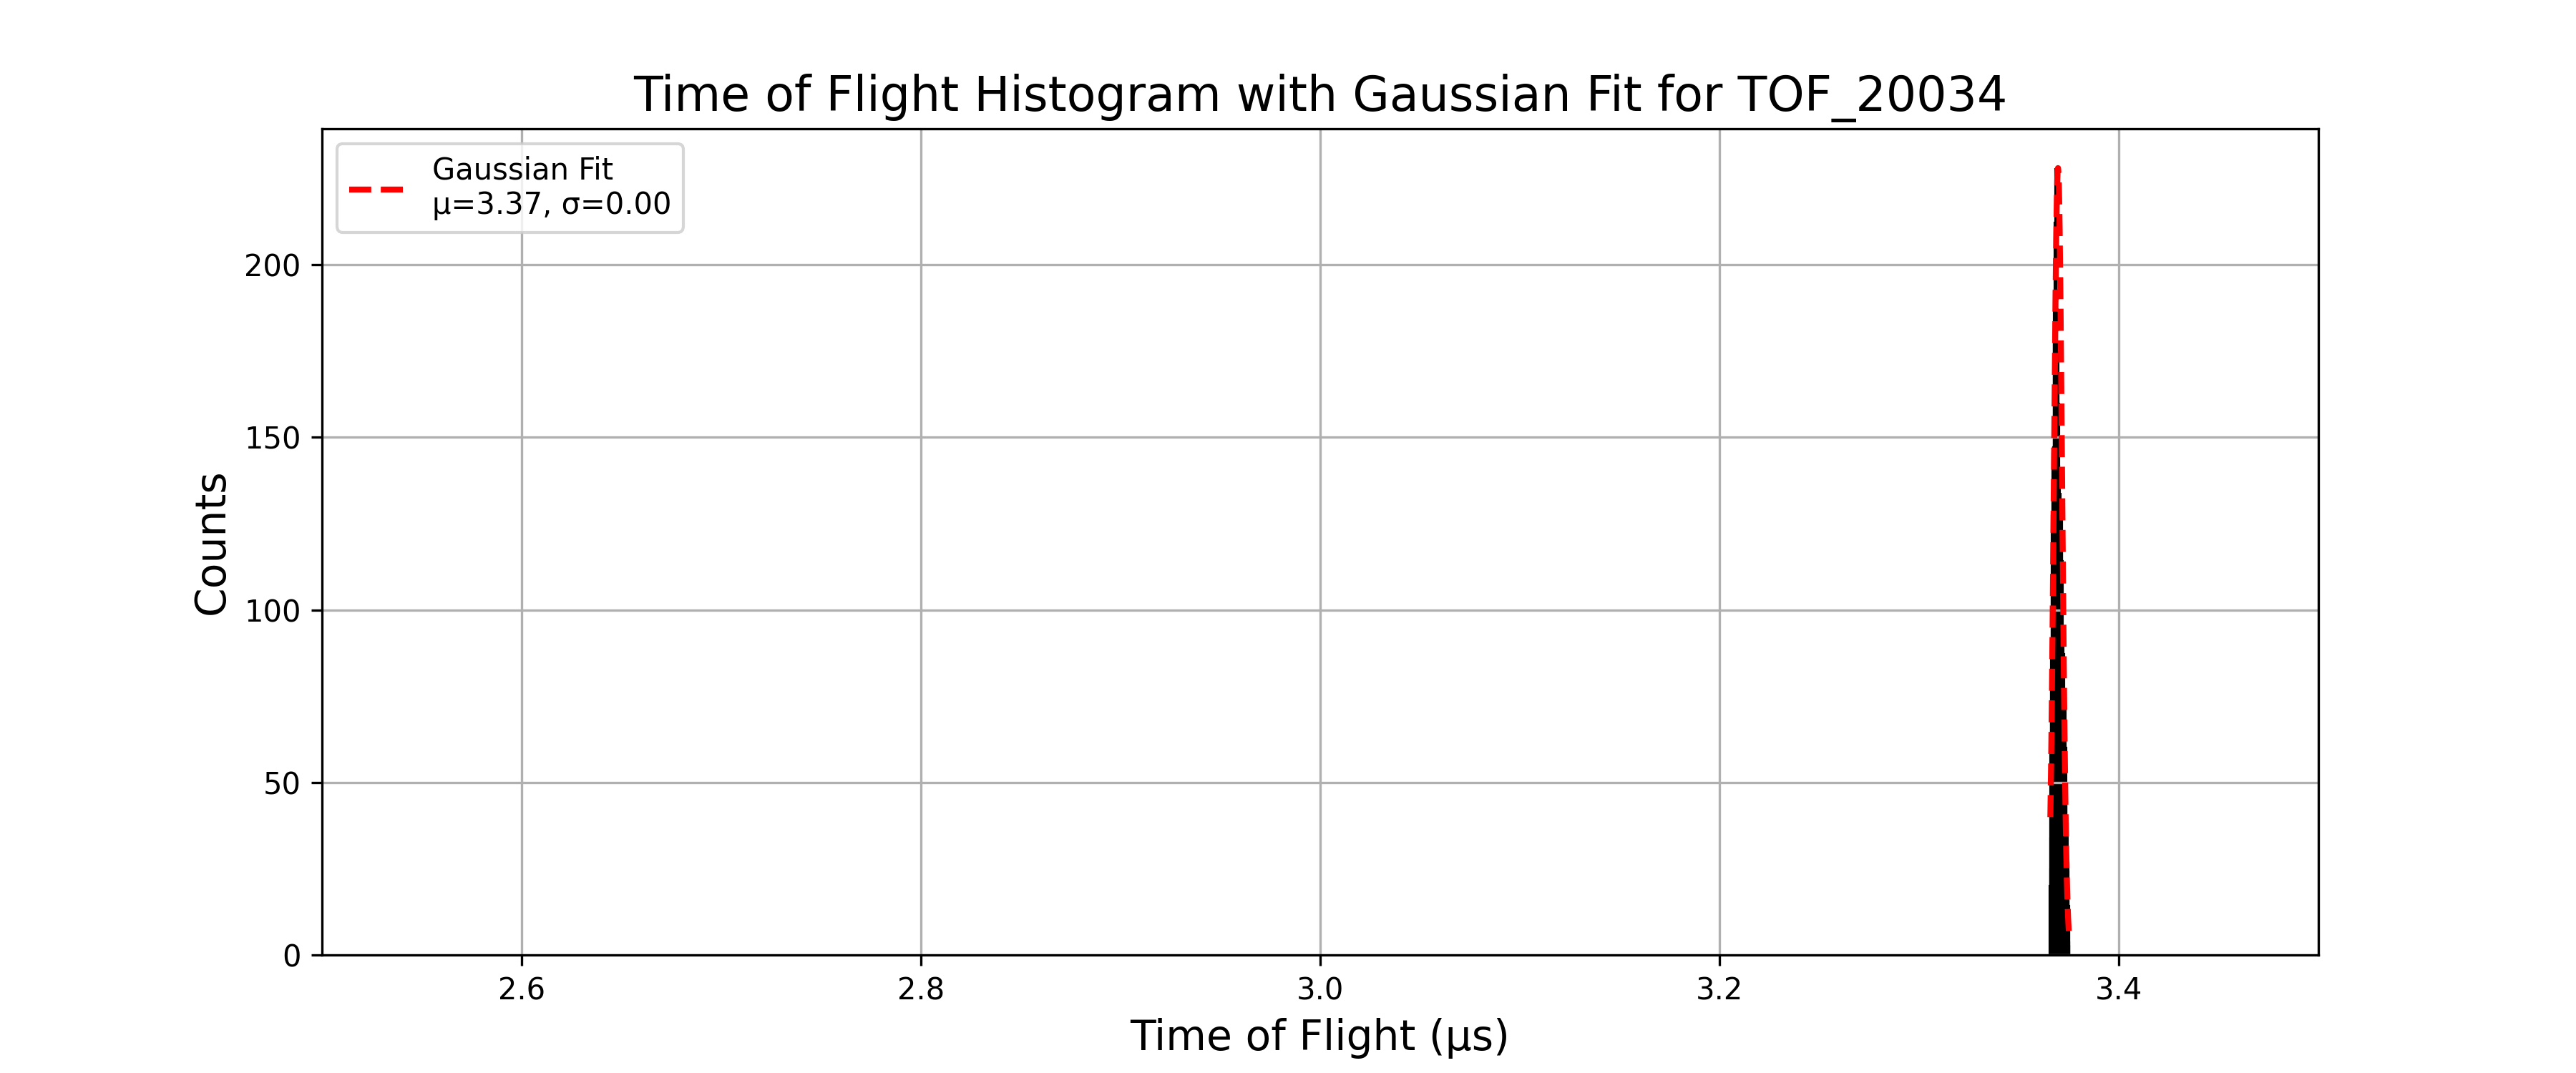 Time of Flight Histogram with Gaussian Fit for TOF_20034
Gaussian Fit
μ=3.37, σ=0.00
200
150
100
50
0
Counts
2.6
2.8
3.0
3.2
3.4
Time of Flight (μs)